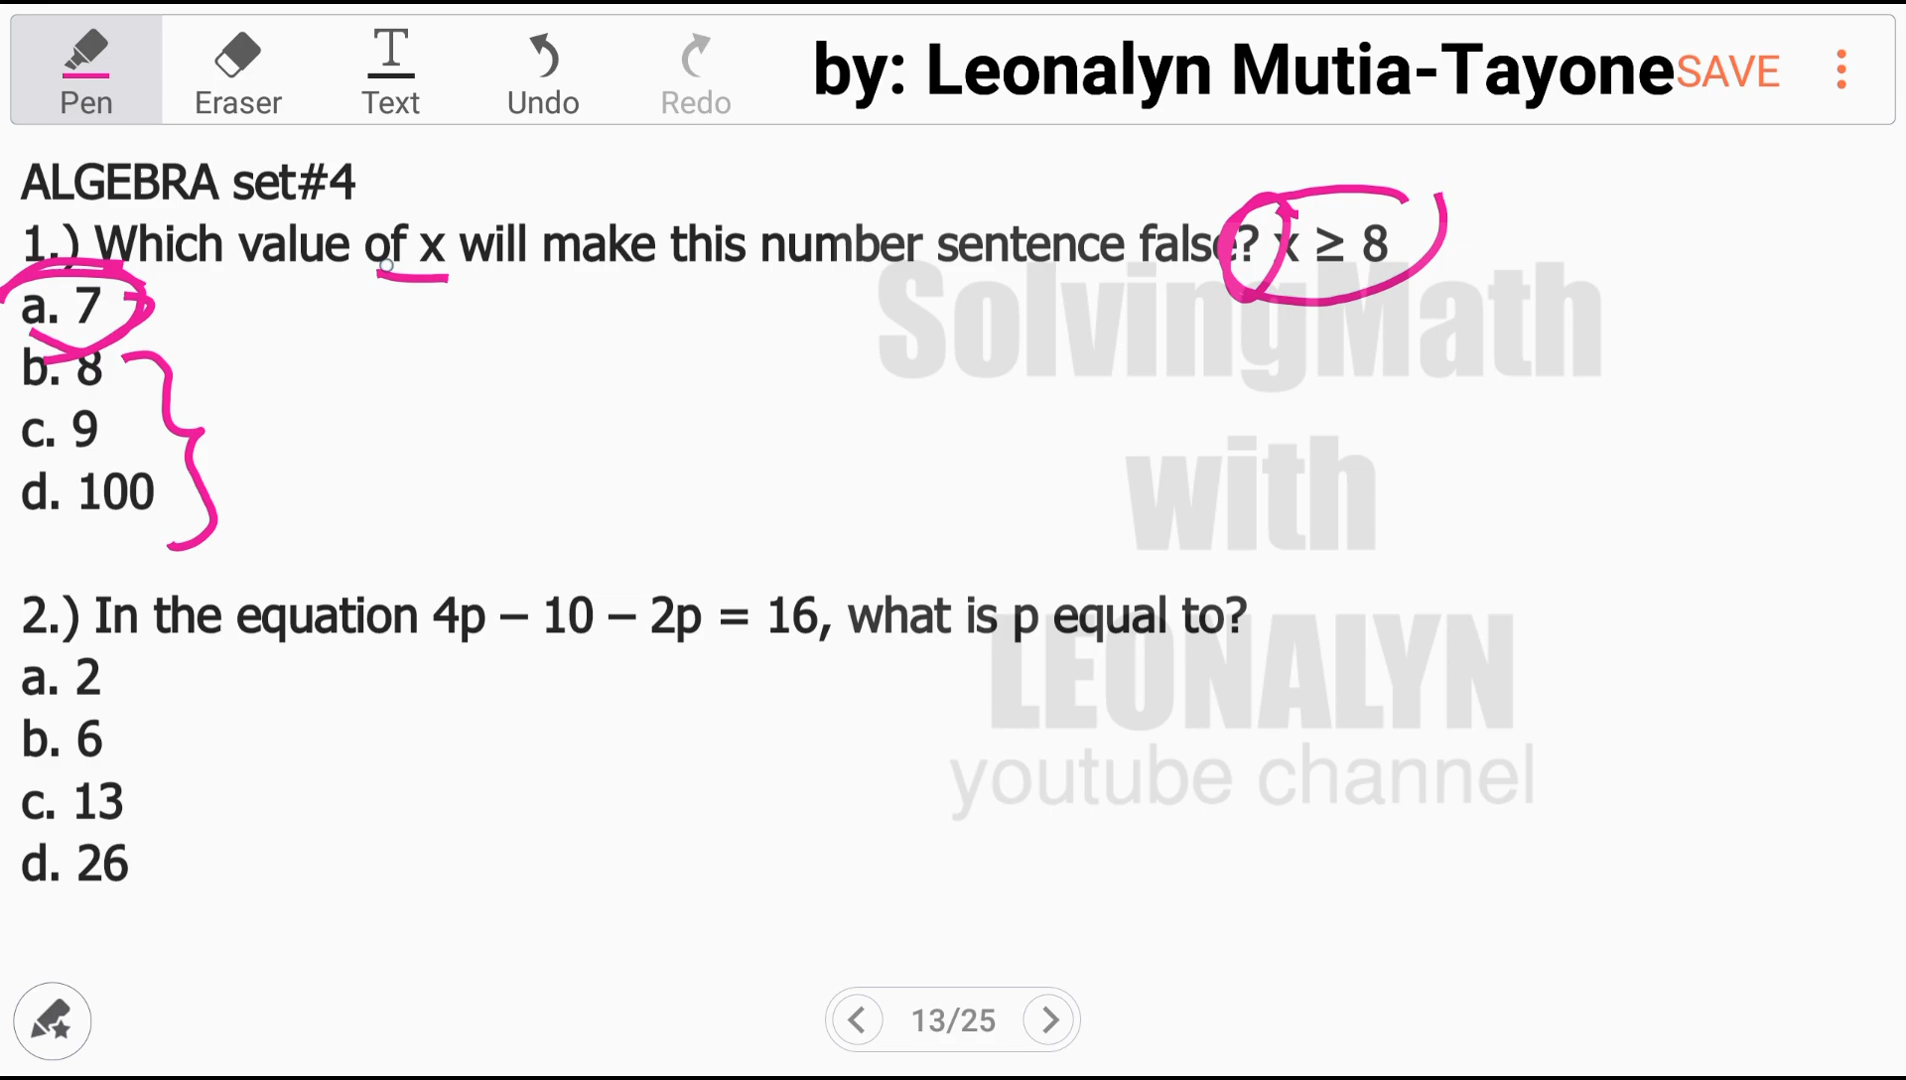 Pen
Eraser
T
Text
Undo
Redo
by: Leonalyn Mutia-Tayone
SAVE
ALGEBRA set#4
1.) Which value of x will make this number sentence false? x ≥ 8
a. 7
b. 8
c. 9
d. 100
2.) In the equation 4p – 10 – 2p = 16, what is p equal to?
a. 2
b. 6
c. 13
d. 26
SolvingMath
with
LEONALYN
youtube channel
13/25